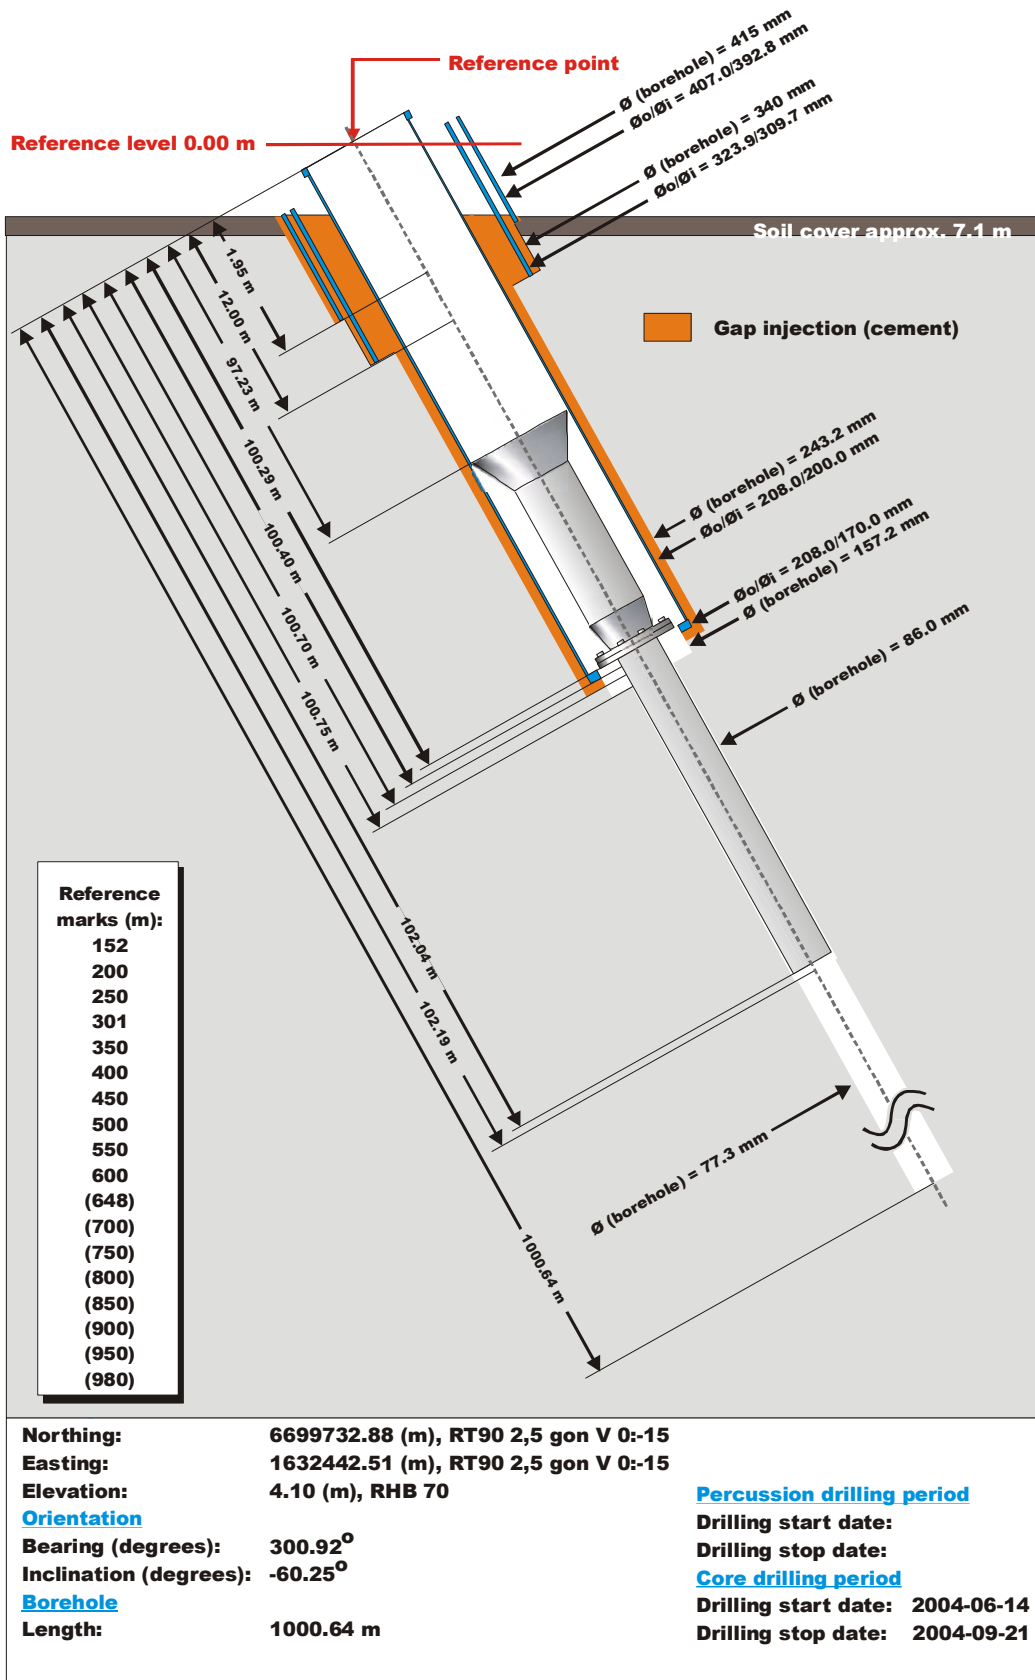 Ø (borehole) = 415 mm
Øo/Øi = 407.0/392.8 mm
Reference point
Ø (borehole) = 340 mm
Øo/Øi = 323.9/309.7 mm
Reference level 0.00 m
Soil cover approx. 7.1 m
1.95 m
12.00 m
97.23 m
100.29 m
100.40 m
100.70 m
100.75 m
Gap injection (cement)
Ø (borehole) = 243.2 mm
Øo/Øi = 208.0/200.0 mm
Øo/Øi = 208.0/170.0 mm
Ø (borehole) = 157.2 mm
Ø (borehole) = 86.0 mm
102.04 m
102.19 m
Ø (borehole) = 77.3 mm
1000.64 m
Reference
marks (m):
152
200
250
301
350
400
450
500
550
600
(648)
(700)
(750)
(800)
(850)
(900)
(950)
(980)
Northing: 6699732.88 (m), RT90 2,5 gon V 0:-15
Easting: 1632442.51 (m), RT90 2,5 gon V 0:-15
Elevation: 4.10 (m), RHB 70
Orientation
Bearing (degrees): 300.92°
Inclination (degrees): -60.25°
Borehole
Length: 1000.64 m
Percussion drilling period
Drilling start date:
Drilling stop date:
Core drilling period
Drilling start date: 2004-06-14
Drilling stop date: 2004-09-21